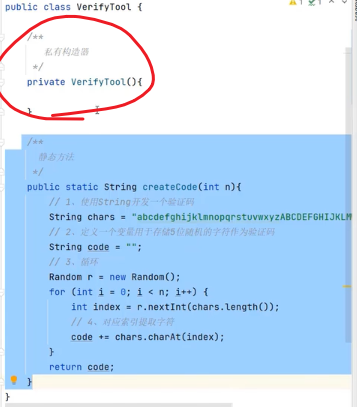 1 1
public class VerifyTool {
/**
私有构造器
*/
private VerifyTool(){
}
/**
静态方法
*/
public static String createCode(int n){
// 1、使用String开发一个验证码
String chars = "abcdefghijklmnopqrstuvwxyzABCDEFGHIJKLM
// 2、定义一个变量用于存储5位随机的字符作为验证码
String code = "";
// 3、循环
Random r = new Random();
for (int i = 0; i < n; i++) {
int index = r.nextInt(chars.length());
// 4、对应索引提取字符
code += chars.charAt(index);
}
return code;
}
}